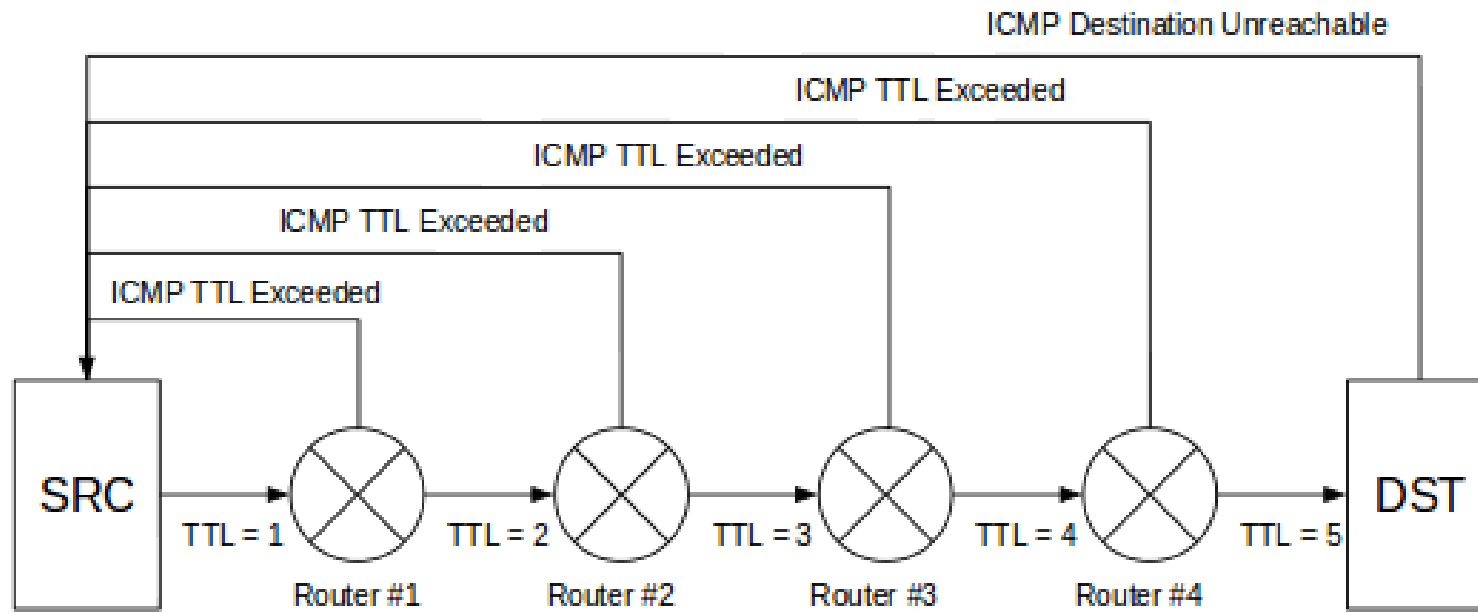 ICMP Destination Unreachable
ICMP TTL Exceeded
ICMP TTL Exceeded
ICMP TTL Exceeded
ICMP TTL Exceeded
SRC
DST
TTL = 1
TTL = 2
TTL = 3
TTL = 4
TTL = 5
Router #1
Router #2
Router #3
Router #4